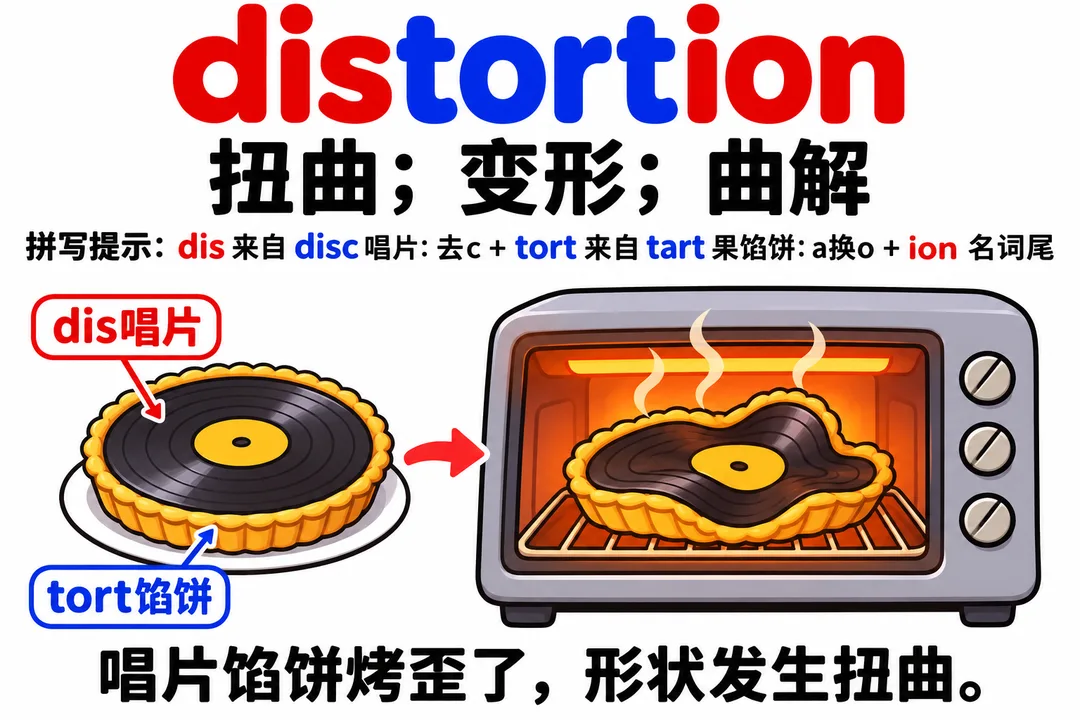 distortion
扭曲；变形；曲解
拼写提示：dis 来自 disc 唱片: 去c + tort 来自 tart 果馅饼: a换o + ion 名词尾
dis唱片
tort馅饼
唱片馅饼烤歪了，形状发生扭曲。